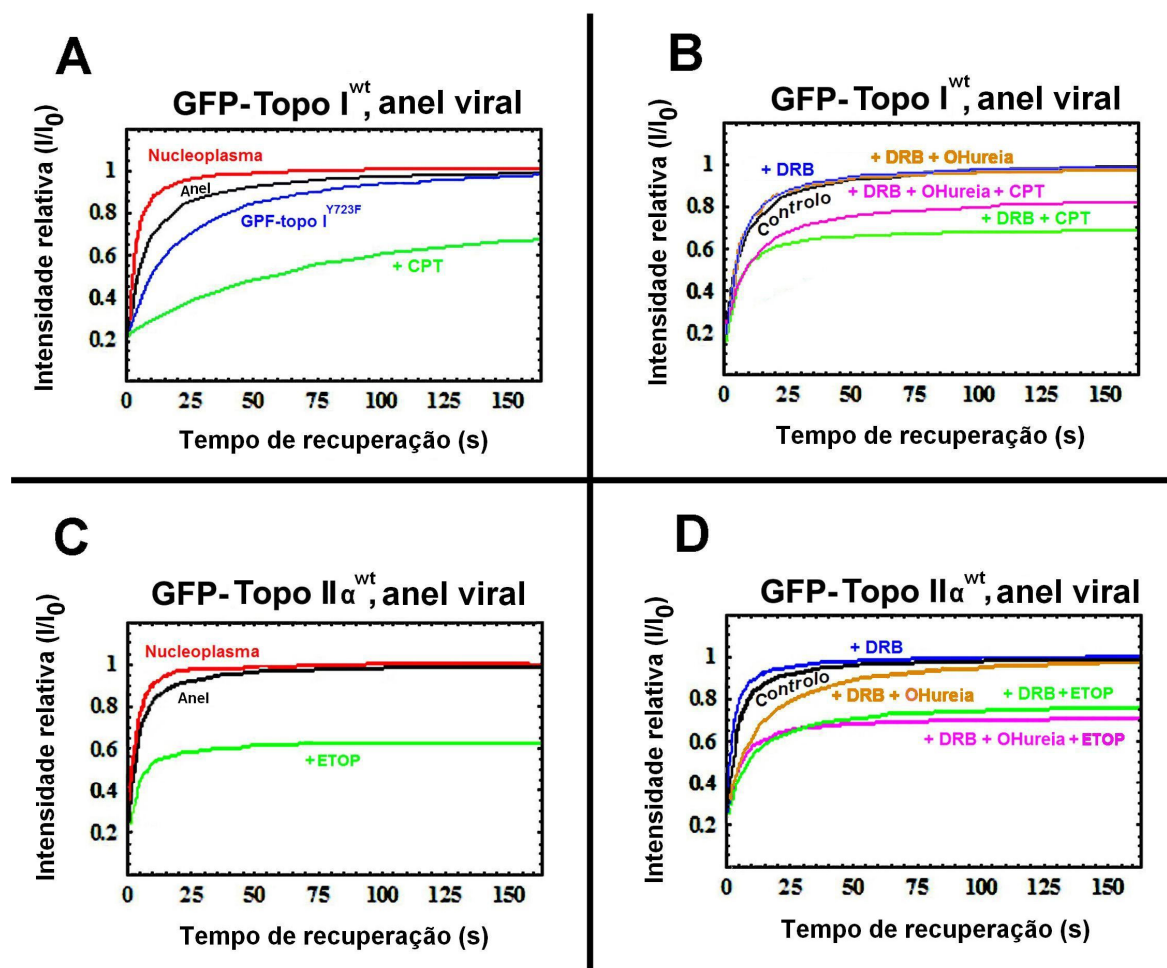 A
GFP-Topo I^wt, anel viral
Intensidade relativa (I/I₀)
1
0.8
0.6
0.4
0.2
Nucleoplasma
Anel
GPF-topo I^Y723F
+ CPT
0 25 50 75 100 125 150
Tempo de recuperação (s)
B
GFP-Topo I^wt, anel viral
Intensidade relativa (I/I₀)
1
0.8
0.6
0.4
0.2
+ DRB
+ DRB + OHureia
Controlo
+ DRB + OHureia + CPT
+ DRB + CPT
0 25 50 75 100 125 150
Tempo de recuperação (s)
C
GFP-Topo IIα^wt, anel viral
Intensidade relativa (I/I₀)
1
0.8
0.6
0.4
0.2
Nucleoplasma
Anel
+ETOP
0 25 50 75 100 125 150
Tempo de recuperação (s)
D
GFP-Topo IIα^wt, anel viral
Intensidade relativa (I/I₀)
1
0.8
0.6
0.4
0.2
+ DRB
Controlo
+ DRB + OHureia
+ DRB +ETOP
+ DRB + OHureia +ETOP
0 25 50 75 100 125 150
Tempo de recuperação (s)